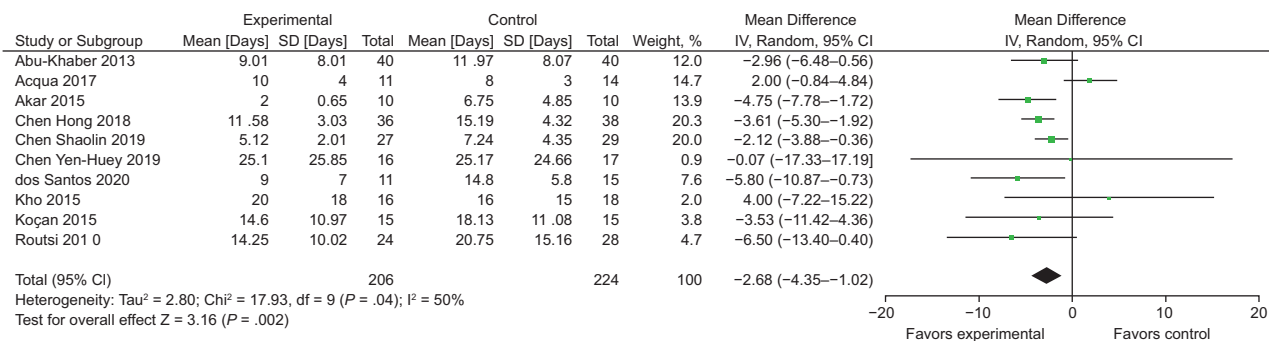 Experimental Control Mean Difference Mean Difference
Study or Subgroup Mean [Days] SD [Days] Total Mean [Days] SD [Days] Total Weight, % IV, Random, 95% CI IV, Random, 95% CI
Abu-Khaber 2013 9.01 8.01 40 11 .97 8.07 40 12.0 −2.96 (−6.48–0.56)
Acqua 2017 10 4 11 8 3 14 14.7 2.00 (−0.84–4.84)
Akar 2015 2 0.65 10 6.75 4.85 10 13.9 −4.75 (−7.78–1.72)
Chen Hong 2018 11 .58 3.03 36 15.19 4.32 38 20.3 −3.61 (−5.30–1.92)
Chen Shaolin 2019 5.12 2.01 27 7.24 4.35 29 20.0 −2.12 (−3.88–0.36)
Chen Yen-Huey 2019 25.1 25.85 16 25.17 24.66 17 0.9 −0.07 (−17.33–17.19]
dos Santos 2020 9 7 11 14.8 5.8 15 7.6 −5.80 (−10.87–0.73)
Kho 2015 20 18 16 16 15 18 2.0 4.00 (−7.22–15.22)
Koçan 2015 14.6 10.97 15 18.13 11 .08 15 3.8 −3.53 (−11.42–4.36)
Routsi 201 0 14.25 10.02 24 20.75 15.16 28 4.7 −6.50 (−13.40–0.40)
Total (95% CI) 206 224 100 −2.68 (−4.35–1.02)
Heterogeneity: Tau² = 2.80; Chi² = 17.93, df = 9 (P = .04); I² = 50%
Test for overall effect Z = 3.16 (P = .002)
−20 −10 0 10 20
Favors experimental Favors control